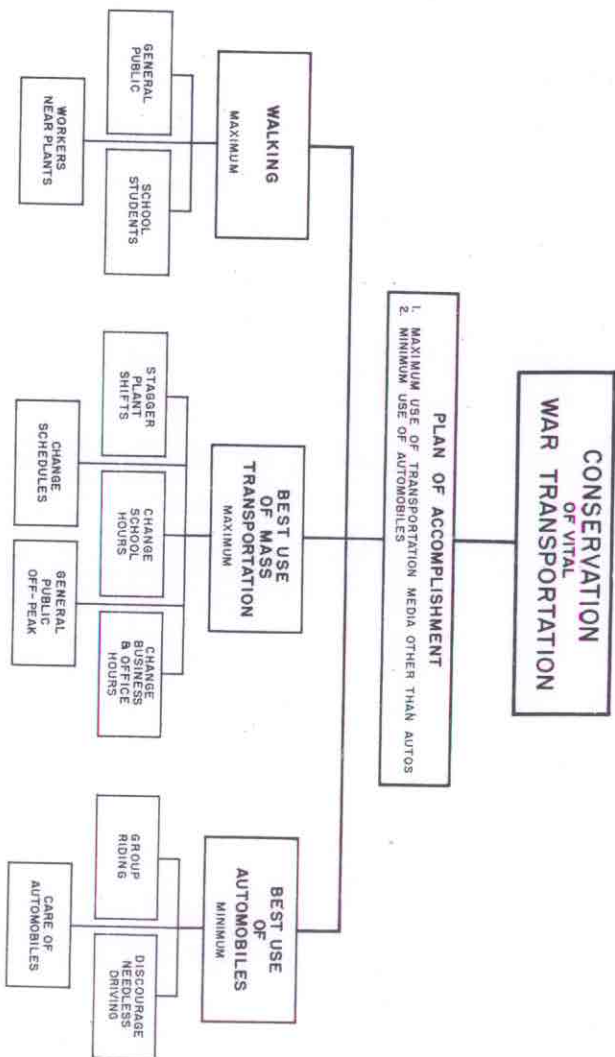 CONSERVATION
OF VITAL
WAR TRANSPORTATION
PLAN OF ACCOMPLISHMENT
1. MAXIMUM USE OF TRANSPORTATION MEDIA OTHER THAN AUTOS
2. MINIMUM USE OF AUTOMOBILES
WALKING
MAXIMUM
GENERAL
PUBLIC
SCHOOL
STUDENTS
WORKERS
NEAR PLANTS
BEST USE
OF MASS
TRANSPORTATION
MAXIMUM
STAGGER
PLANT
SHIFTS
CHANGE
SCHOOL
HOURS
CHANGE
BUSINESS
& OFFICE
HOURS
CHANGE
SCHEDULES
GENERAL
PUBLIC
OFF-PEAK
BEST USE
OF
AUTOMOBILES
MINIMUM
GROUP
RIDING
DISCOURAGE
NEEDLESS
DRIVING
CARE OF
AUTOMOBILES